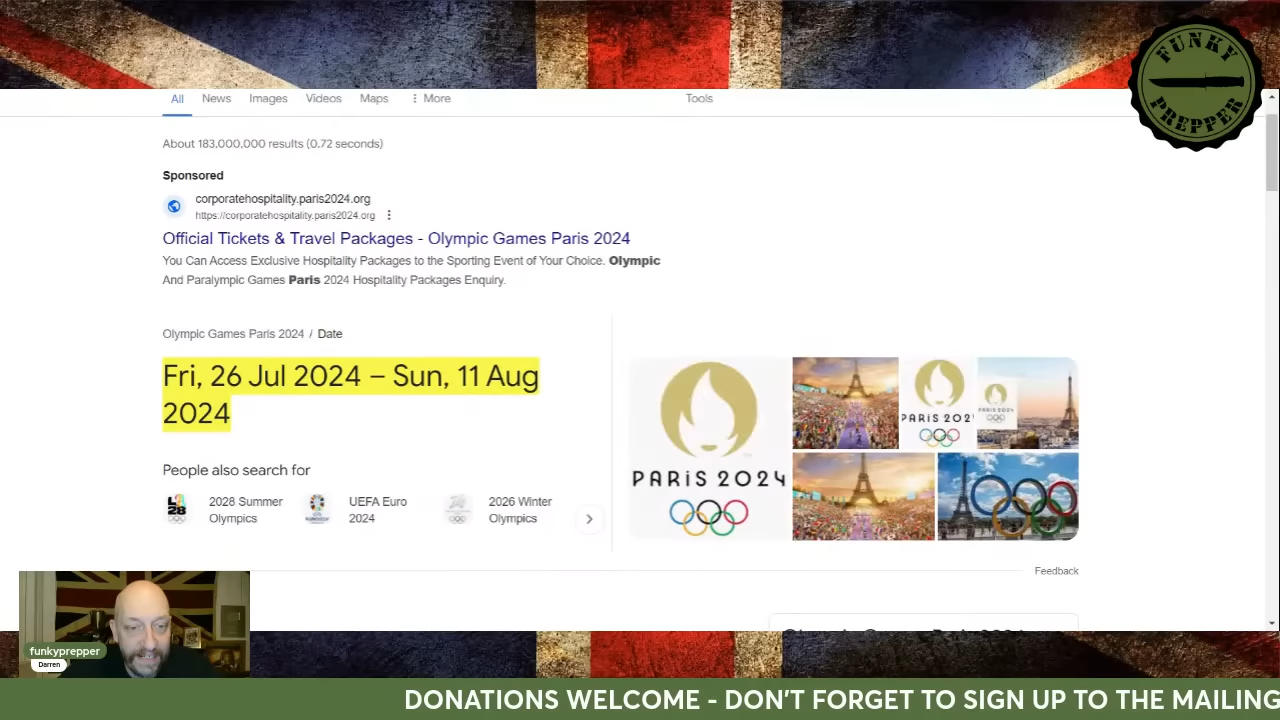 FUNKY
PREPPER
All News Images Videos Maps More Tools
About 183,000,000 results (0.72 seconds)
Sponsored
corporatehospitality.paris2024.org
https://corporatehospitality.paris2024.org
Official Tickets & Travel Packages - Olympic Games Paris 2024
You Can Access Exclusive Hospitality Packages to the Sporting Event of Your Choice. Olympic
And Paralympic Games Paris 2024 Hospitality Packages Enquiry.
Olympic Games Paris 2024 / Date
Fri, 26 Jul 2024 – Sun, 11 Aug
2024
PARIS 2024
PARIS 202
People also search for
LA
28
2028 Summer
Olympics
UEFA Euro
2024
2026 Winter
Olympics
Feedback
funkyprepper
Darren
DONATIONS WELCOME - DON'T FORGET TO SIGN UP TO THE MAILING